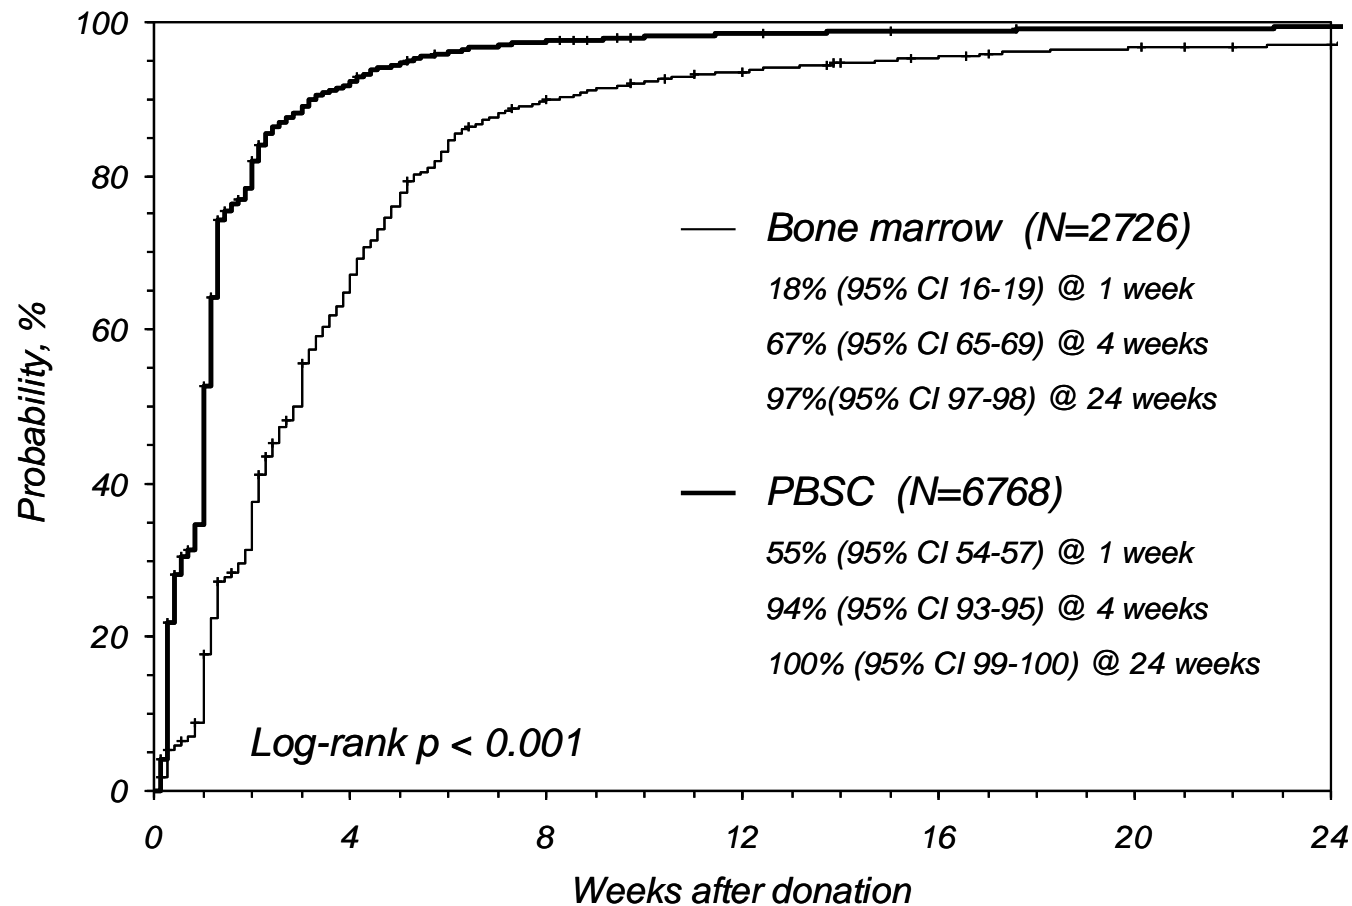 100
80
60
40
20
0
Probability, %
Bone marrow (N=2726)
18% (95% CI 16-19) @ 1 week
67% (95% CI 65-69) @ 4 weeks
97%(95% CI 97-98) @ 24 weeks
PBSC (N=6768)
55% (95% CI 54-57) @ 1 week
94% (95% CI 93-95) @ 4 weeks
100% (95% CI 99-100) @ 24 weeks
Log-rank p < 0.001
0 4 8 12 16 20 24
Weeks after donation